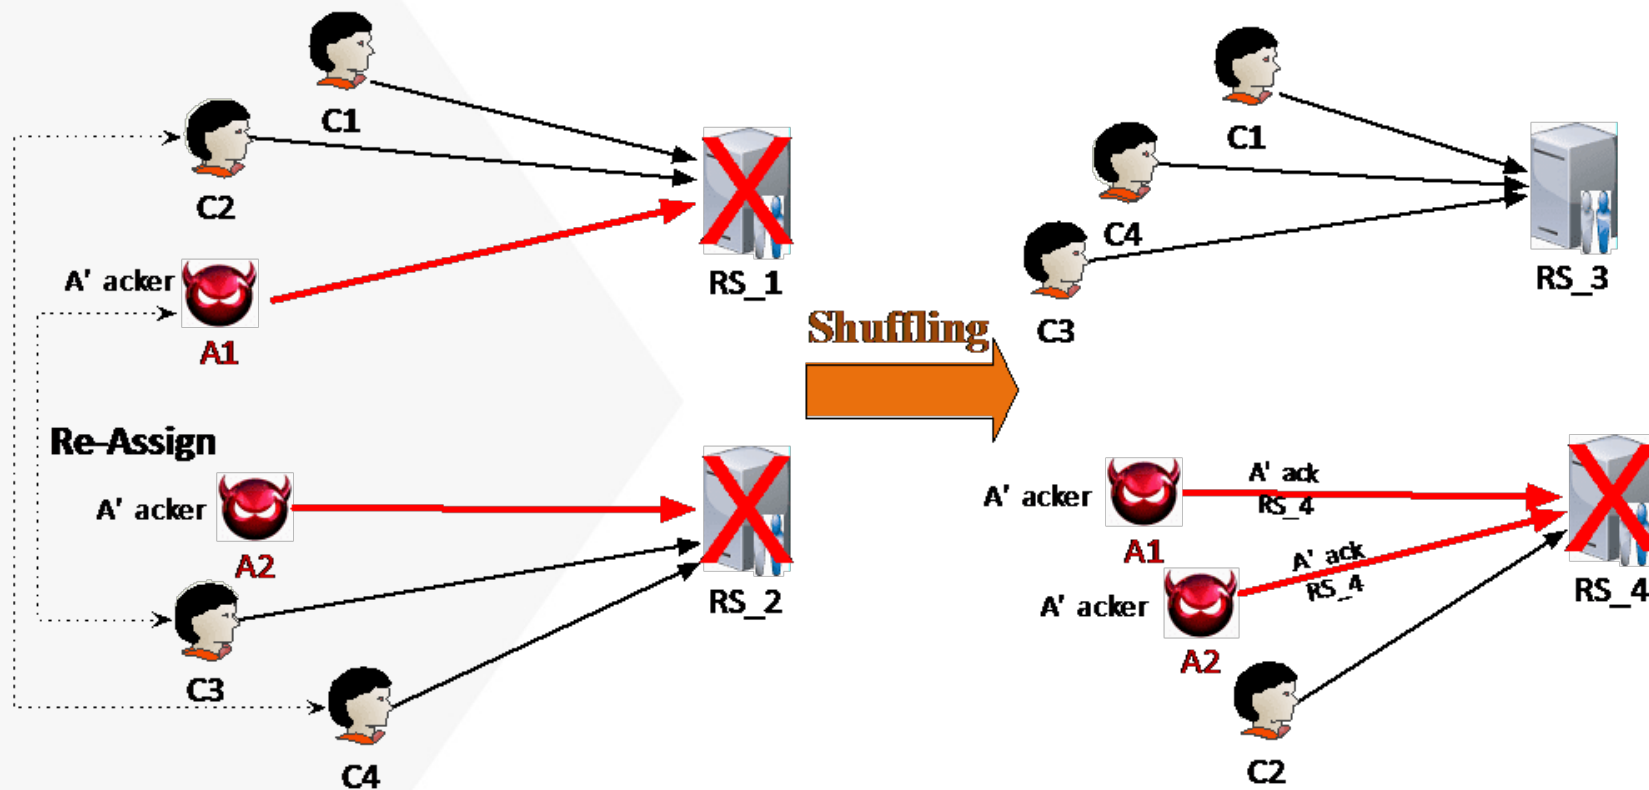 C1
C2
A' acker
A1
RS_1
Re-Assign
A' acker
A2
RS_2
C3
C4
Shuffling
C1
C4
C3
RS_3
A' acker
A1
A' ack
RS_4
A' ack
RS_4
A' acker
A2
RS_4
C2